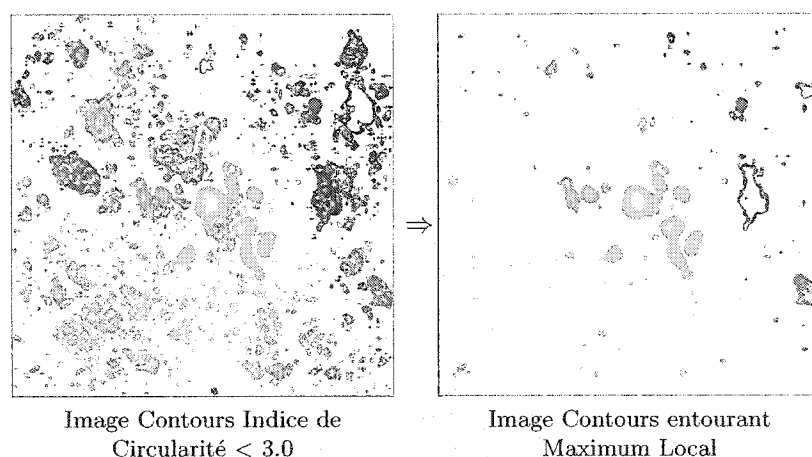 ⇒
Image Contours Indice de
Circularité < 3.0
Image Contours entourant
Maximum Local